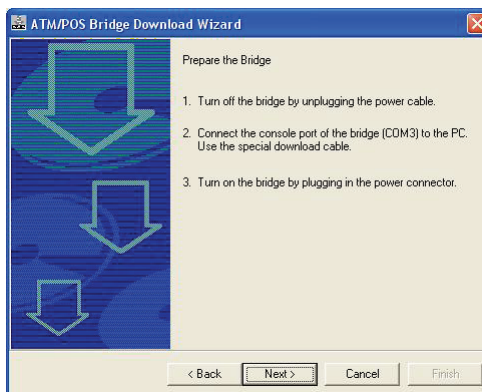 ATM/POS Bridge Download Wizard
Prepare the Bridge
1. Turn off the bridge by unplugging the power cable.
2. Connect the console port of the bridge (COM3) to the PC.
Use the special download cable.
3. Turn on the bridge by plugging in the power connector.
< Back Next > Cancel Finish